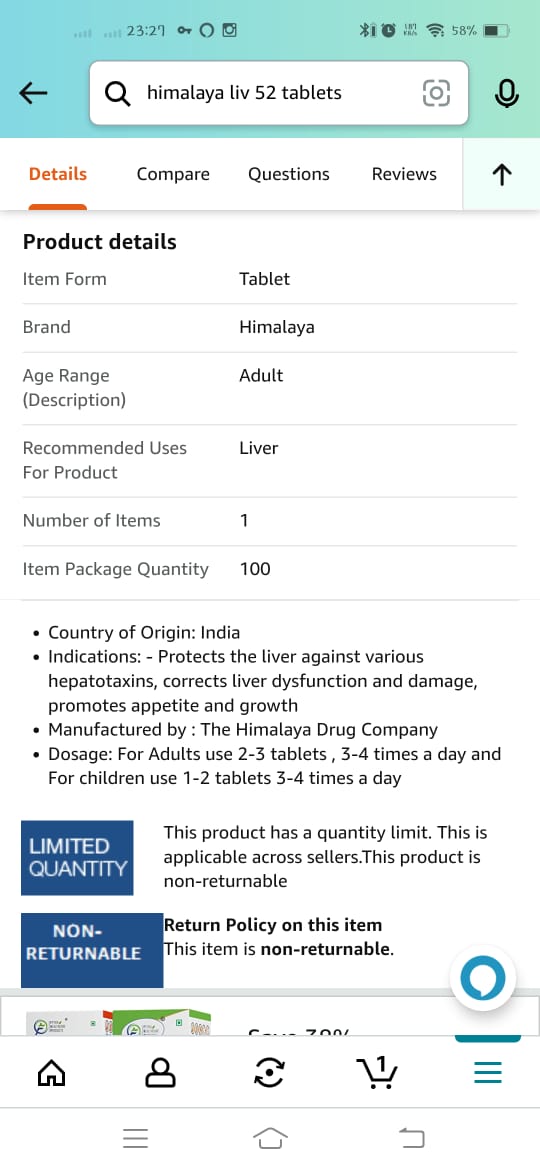 23:27
58%
himalaya liv 52 tablets
Details Compare Questions Reviews
Product details
Item Form Tablet
Brand Himalaya
Age Range Adult
(Description)
Recommended Uses Liver
For Product
Number of Items 1
Item Package Quantity 100
• Country of Origin: India
• Indications: - Protects the liver against various
hepatotaxins, corrects liver dysfunction and damage,
promotes appetite and growth
• Manufactured by : The Himalaya Drug Company
• Dosage: For Adults use 2-3 tablets , 3-4 times a day and
For children use 1-2 tablets 3-4 times a day
LIMITED
QUANTITY
This product has a quantity limit. This is
applicable across sellers.This product is
non-returnable
NON-
RETURNABLE
Return Policy on this item
This item is non-returnable.
1